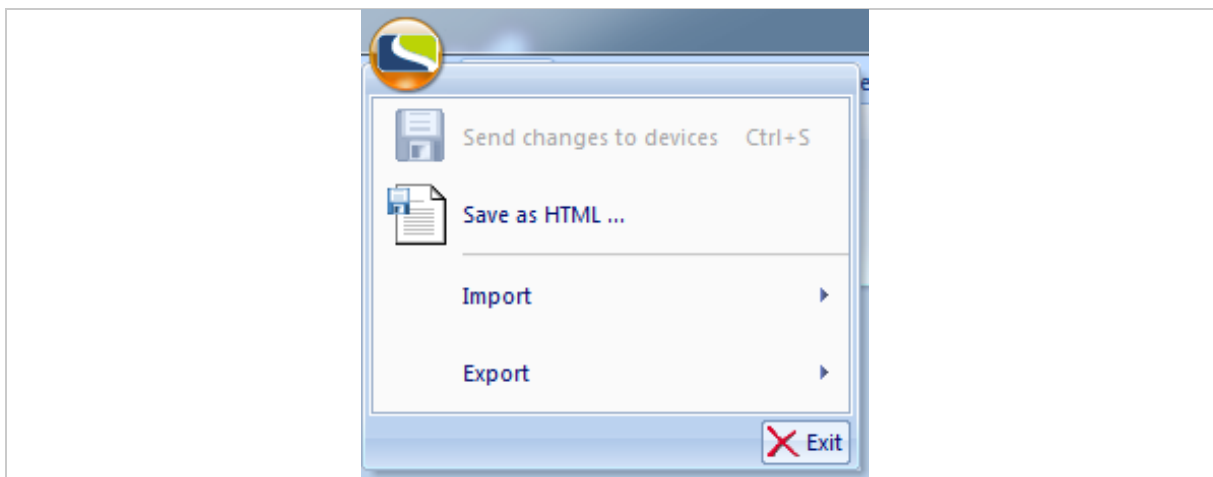 Send changes to devices Ctrl+S
Save as HTML ...
Import
Export
Exit